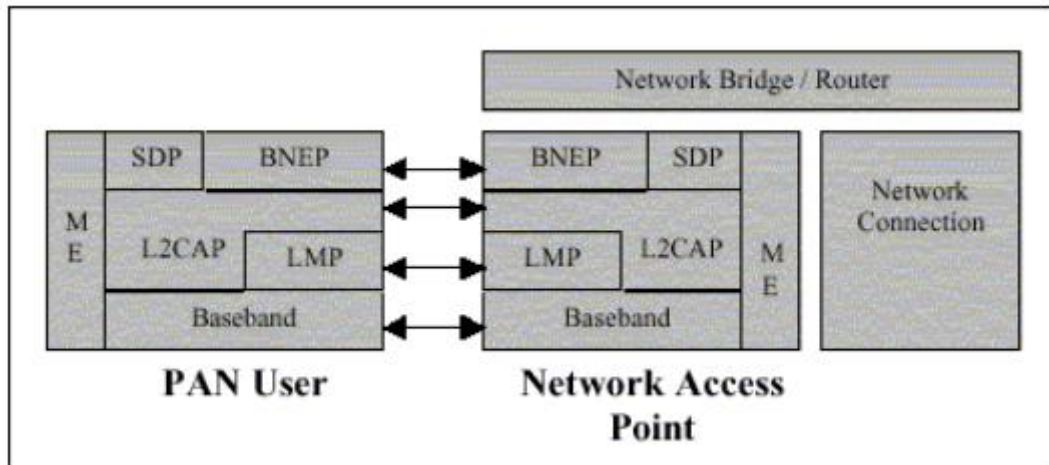 Network Bridge / Router
SDP BNEP
BNEP SDP
Network
Connection
M
E
L2CAP LMP
LMP L2CAP
M
E
Baseband
Baseband
PAN User
Network Access
Point